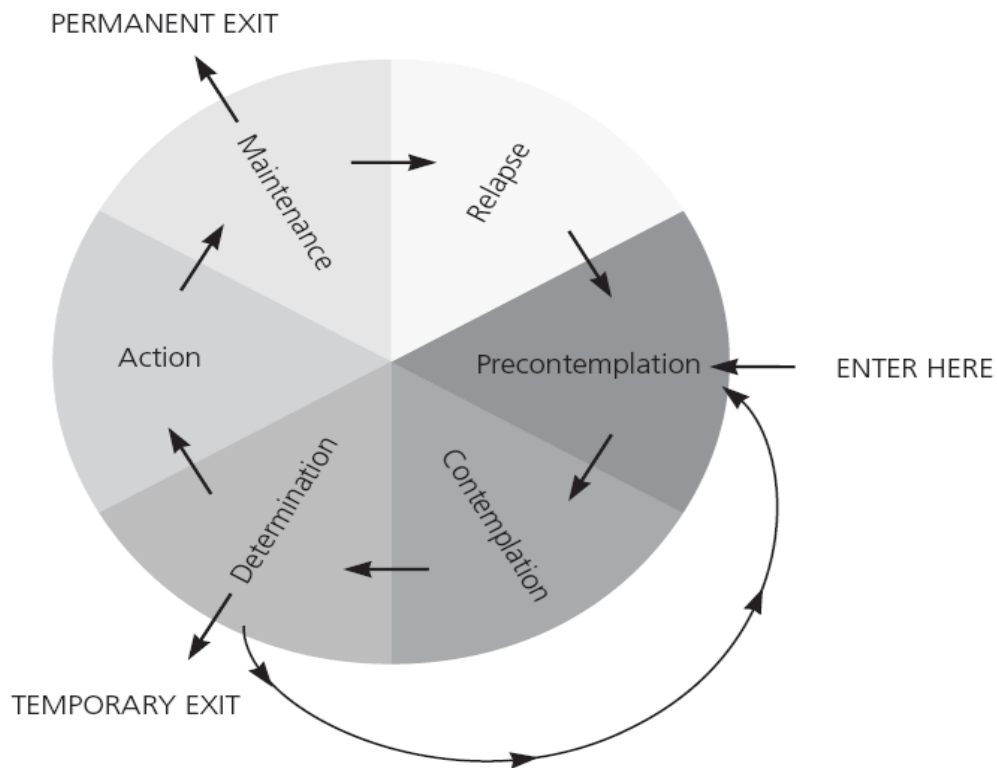 PERMANENT EXIT
Maintenance
Relapse
Action
Precontemplation
ENTER HERE
Determination
Contemplation
TEMPORARY EXIT